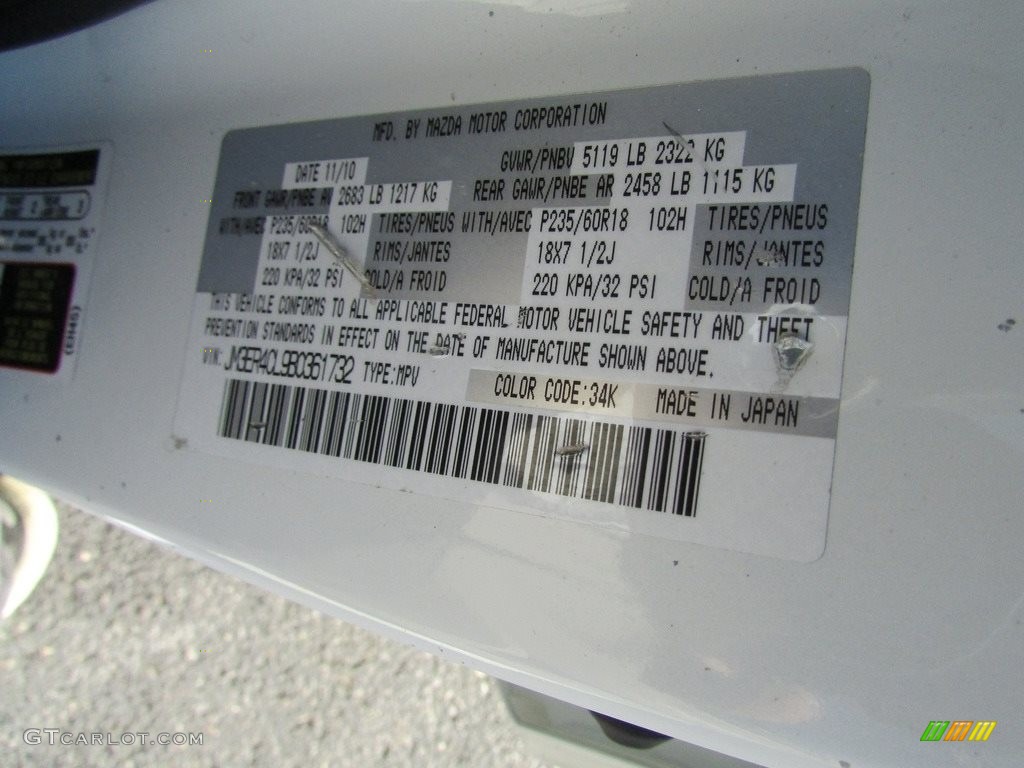 MFD. BY MAZDA MOTOR CORPORATION
DATE 11/10 GVWR/PNBV 5119 LB 2322 KG
FRONT GAWR/PNBE AV 2683 LB 1217 KG REAR GAWR/PNBE AR 2458 LB 1115 KG
WITH/AVEC P235/60R18 102H TIRES/PNEUS WITH/AVEC P235/60R18 102H TIRES/PNEUS
18X7 1/2J RIMS/JANTES 18X7 1/2J RIMS/JANTES
220 KPA/32 PSI COLD/A FROID 220 KPA/32 PSI COLD/A FROID
THIS VEHICLE CONFORMS TO ALL APPLICABLE FEDERAL MOTOR VEHICLE SAFETY AND THEFT
PREVENTION STANDARDS IN EFFECT ON THE DATE OF MANUFACTURE SHOWN ABOVE.
VIN: JM3ER4CL9B0361732 TYPE:MPV
COLOR CODE:34K MADE IN JAPAN
(EH46)
GTCARLOT.COM